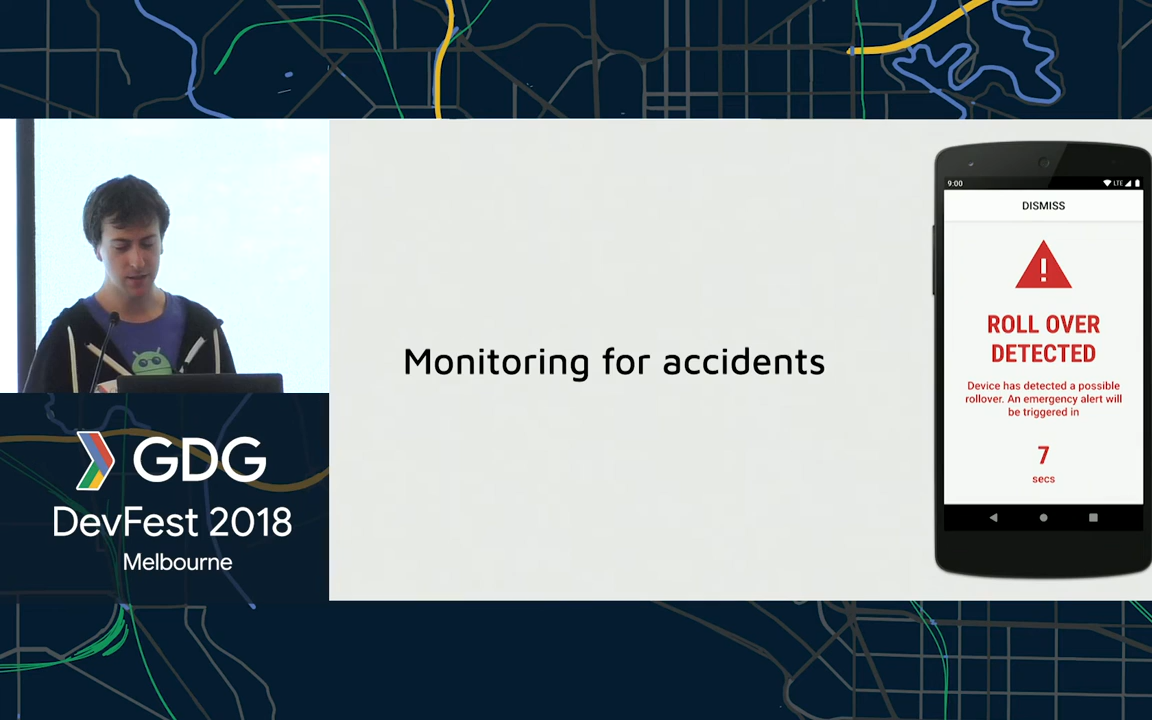 GDG
DevFest 2018
Melbourne
Monitoring for accidents
9:00
LTE
DISMISS
!
ROLL OVER
DETECTED
Device has detected a possible
rollover. An emergency alert will
be triggered in
7
secs